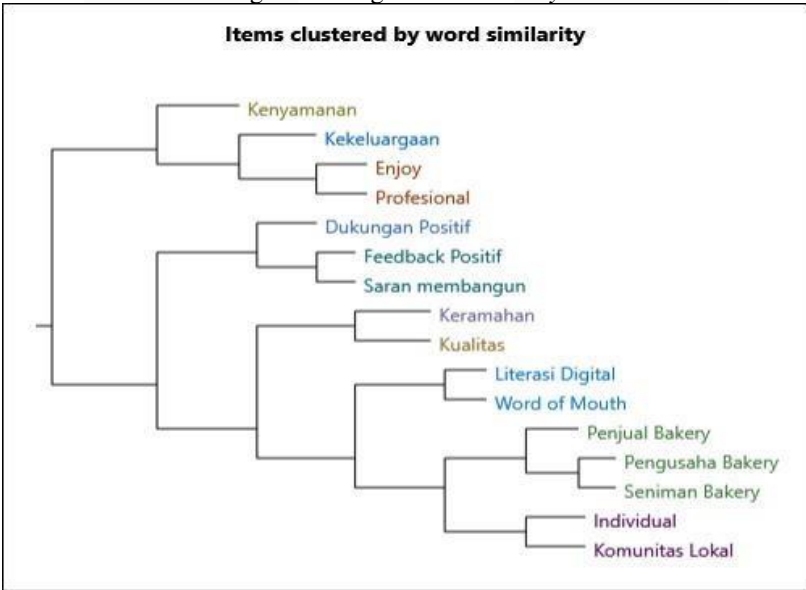 Items clustered by word similarity
Kenyamanan
Kekeluargaan
Enjoy
Profesional
Dukungan Positif
Feedback Positif
Saran membangun
Keramahan
Kualitas
Literasi Digital
Word of Mouth
Penjual Bakery
Pengusaha Bakery
Seniman Bakery
Individual
Komunitas Lokal